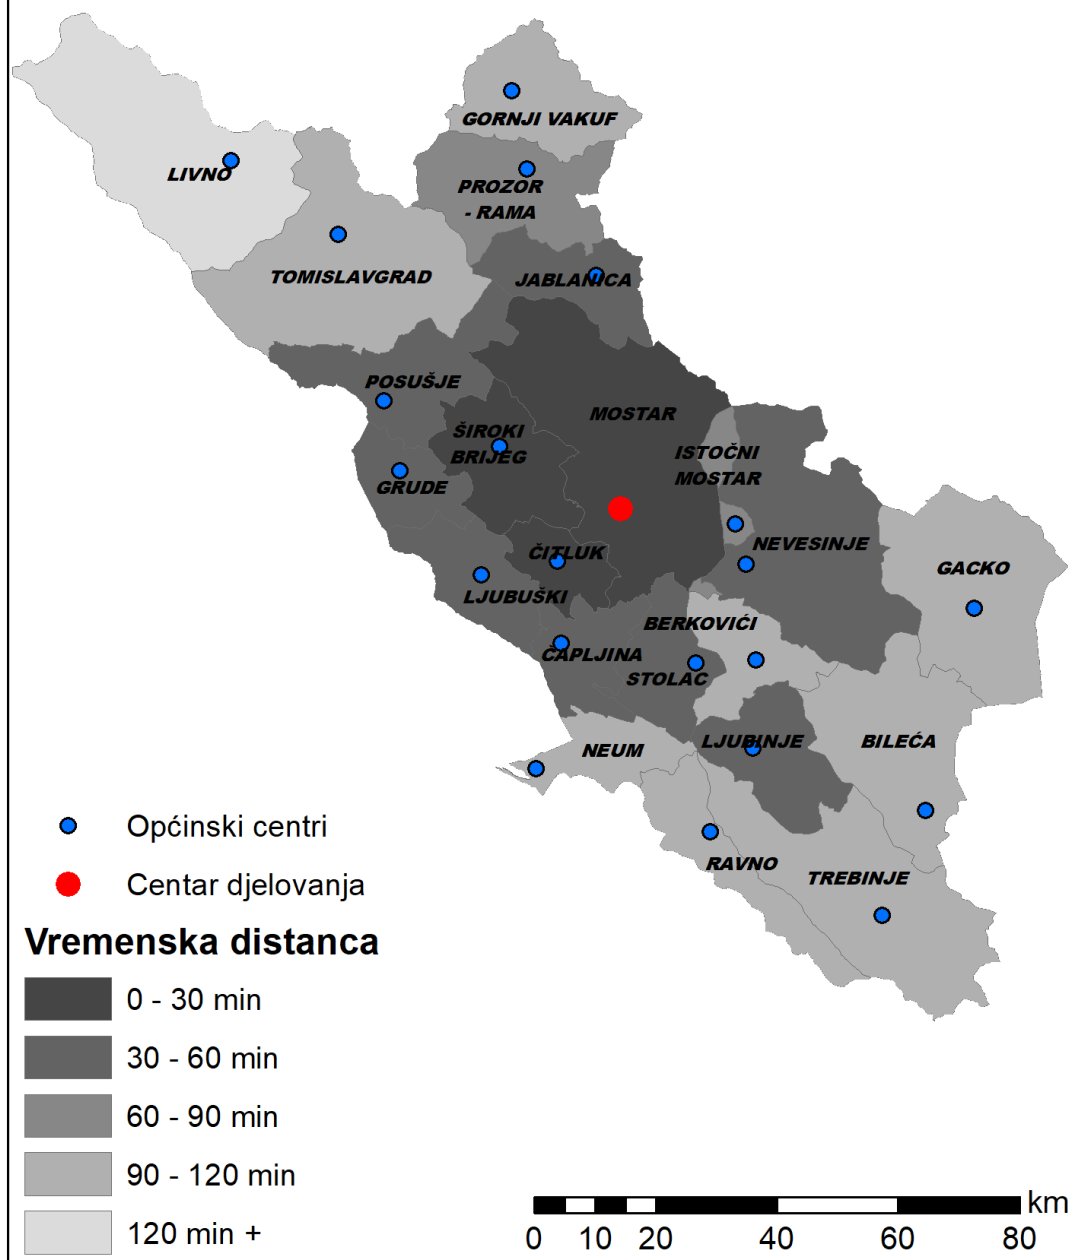 GORNJI VAKUF
LIVNO
PROZOR
- RAMA
TOMISLAVGRAD
JABLANICA
POSUŠJE
MOSTAR
ŠIROKI
BRIJEG
ISTOČNI
MOSTAR
GRUDE
NEVESINJE
ČITLUK
GACKO
LJUBUŠKI
BERKOVIĆI
ČAPLJINA
STOLAC
NEUM
LJUBINJE
BILEĆA
RAVNO
TREBINJE
Općinski centri
Centar djelovanja
Vremenska distanca
0 - 30 min
30 - 60 min
60 - 90 min
90 - 120 min
120 min +
km
0 10 20 40 60 80